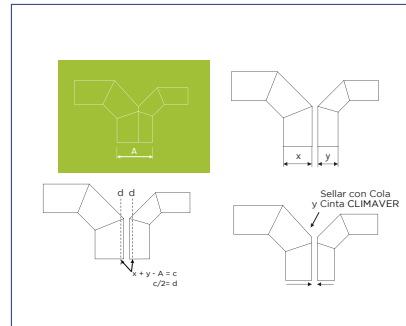 A
x
y
d d
x + y - A = c
c/2= d
Sellar con Cola
y Cinta CLIMAVER